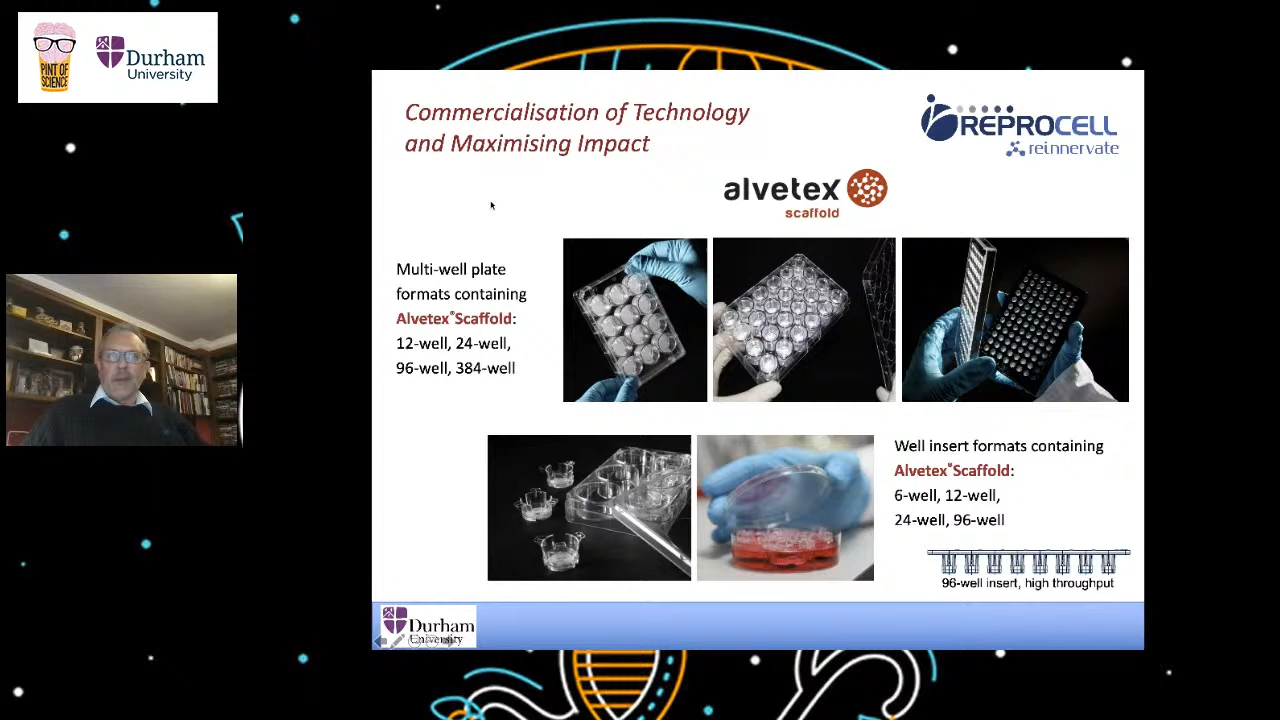 PINT OF
SCIENCE
Durham
University
Commercialisation of Technology
and Maximising Impact
REPROCELL
reinnervate
alvetex
scaffold
Multi-well plate
formats containing
Alvetex®Scaffold:
12-well, 24-well,
96-well, 384-well
Well insert formats containing
Alvetex®Scaffold:
6-well, 12-well,
24-well, 96-well
96-well insert, high throughput
Durham
University